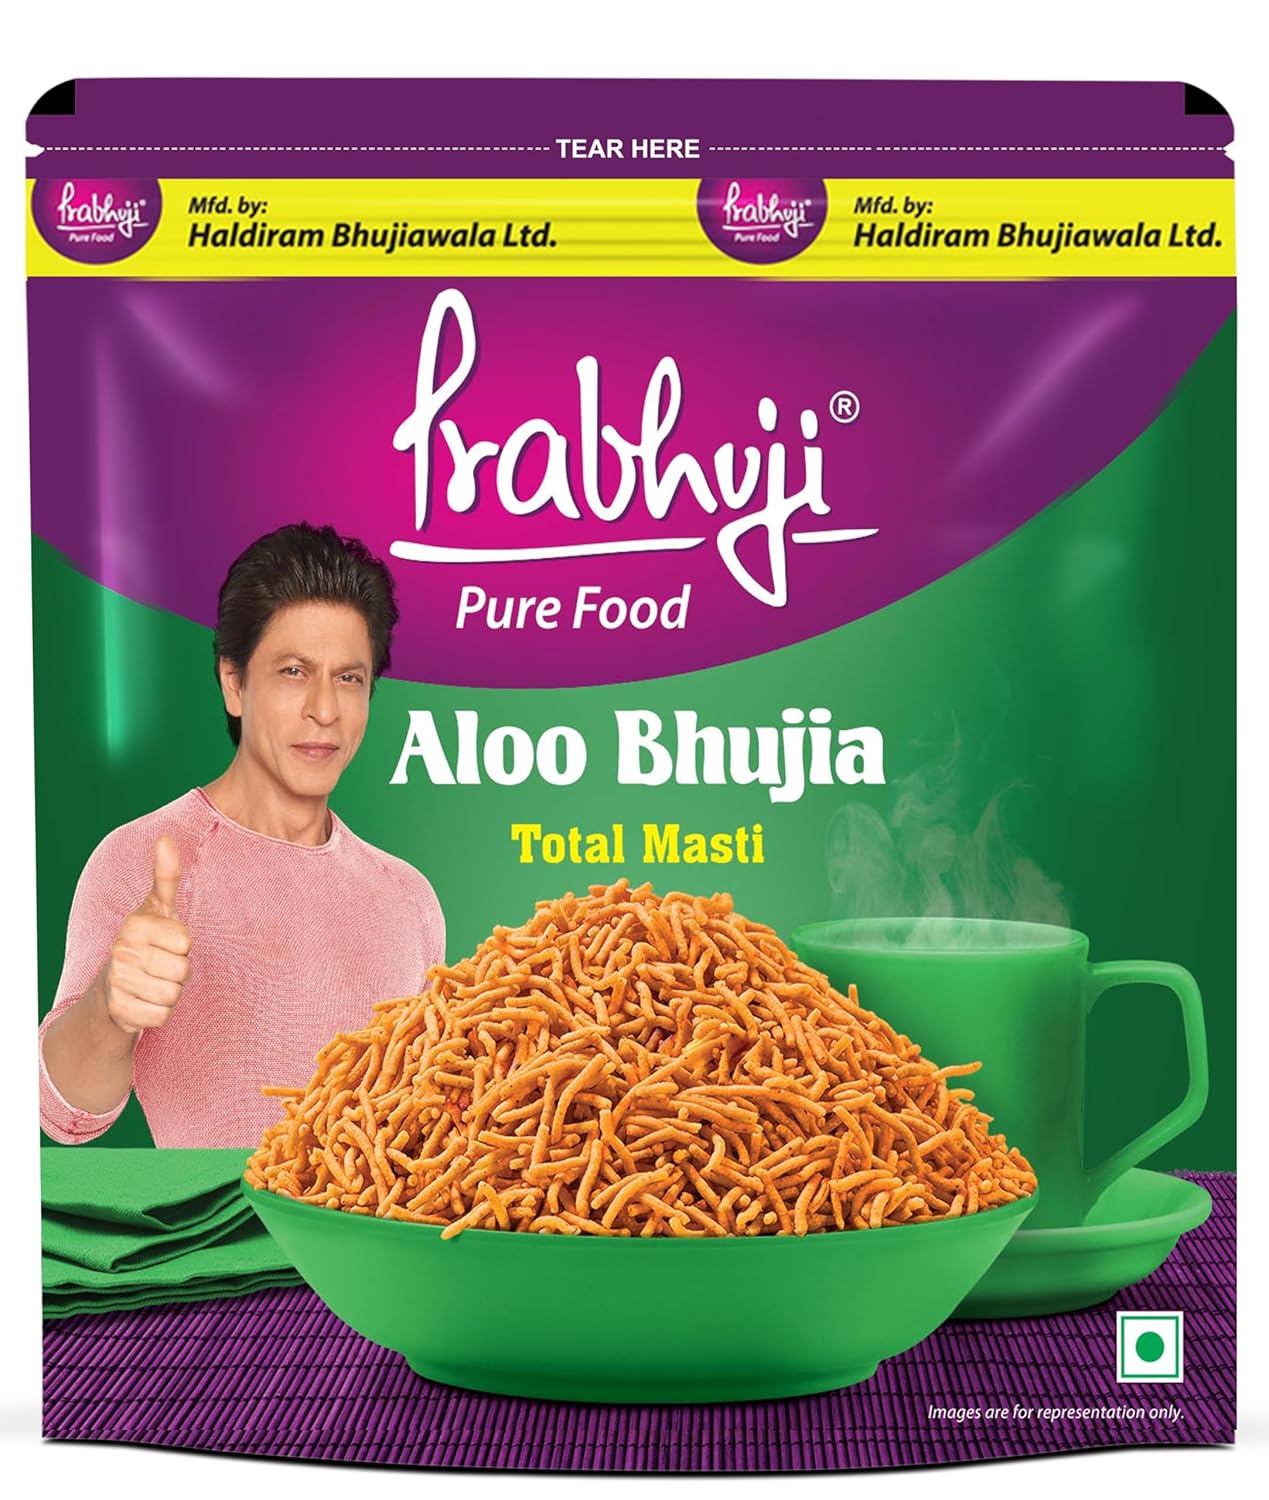 TEAR HERE
Prabhuji®
Pure Food
Mfd. by:
Haldiram Bhujiawala Ltd.
Prabhuji®
Pure Food
Mfd. by:
Haldiram Bhujiawala Ltd.
Prabhuji®
Pure Food
Aloo Bhujia
Total Masti
Images are for representation only.